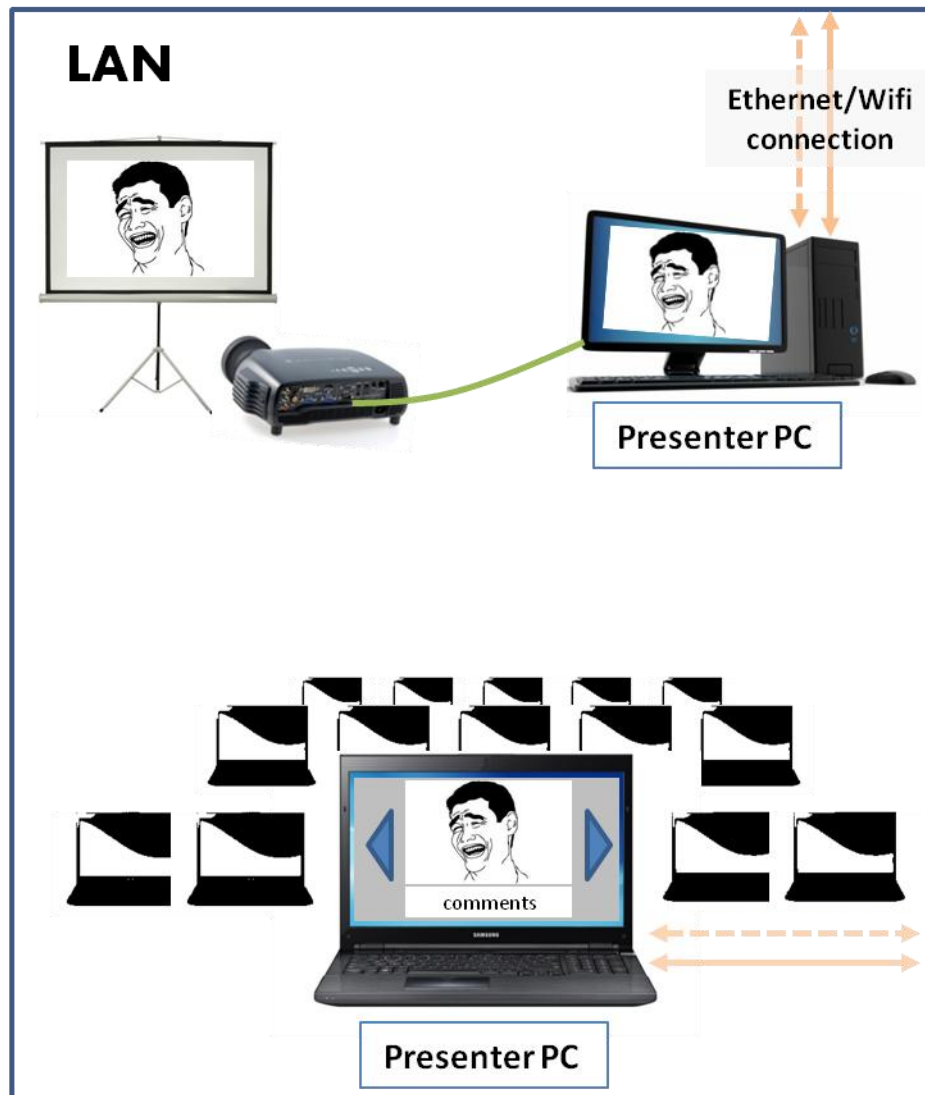 LAN
Ethernet/Wifi
connection
Presenter PC
comments
SAMSUNG
Presenter PC